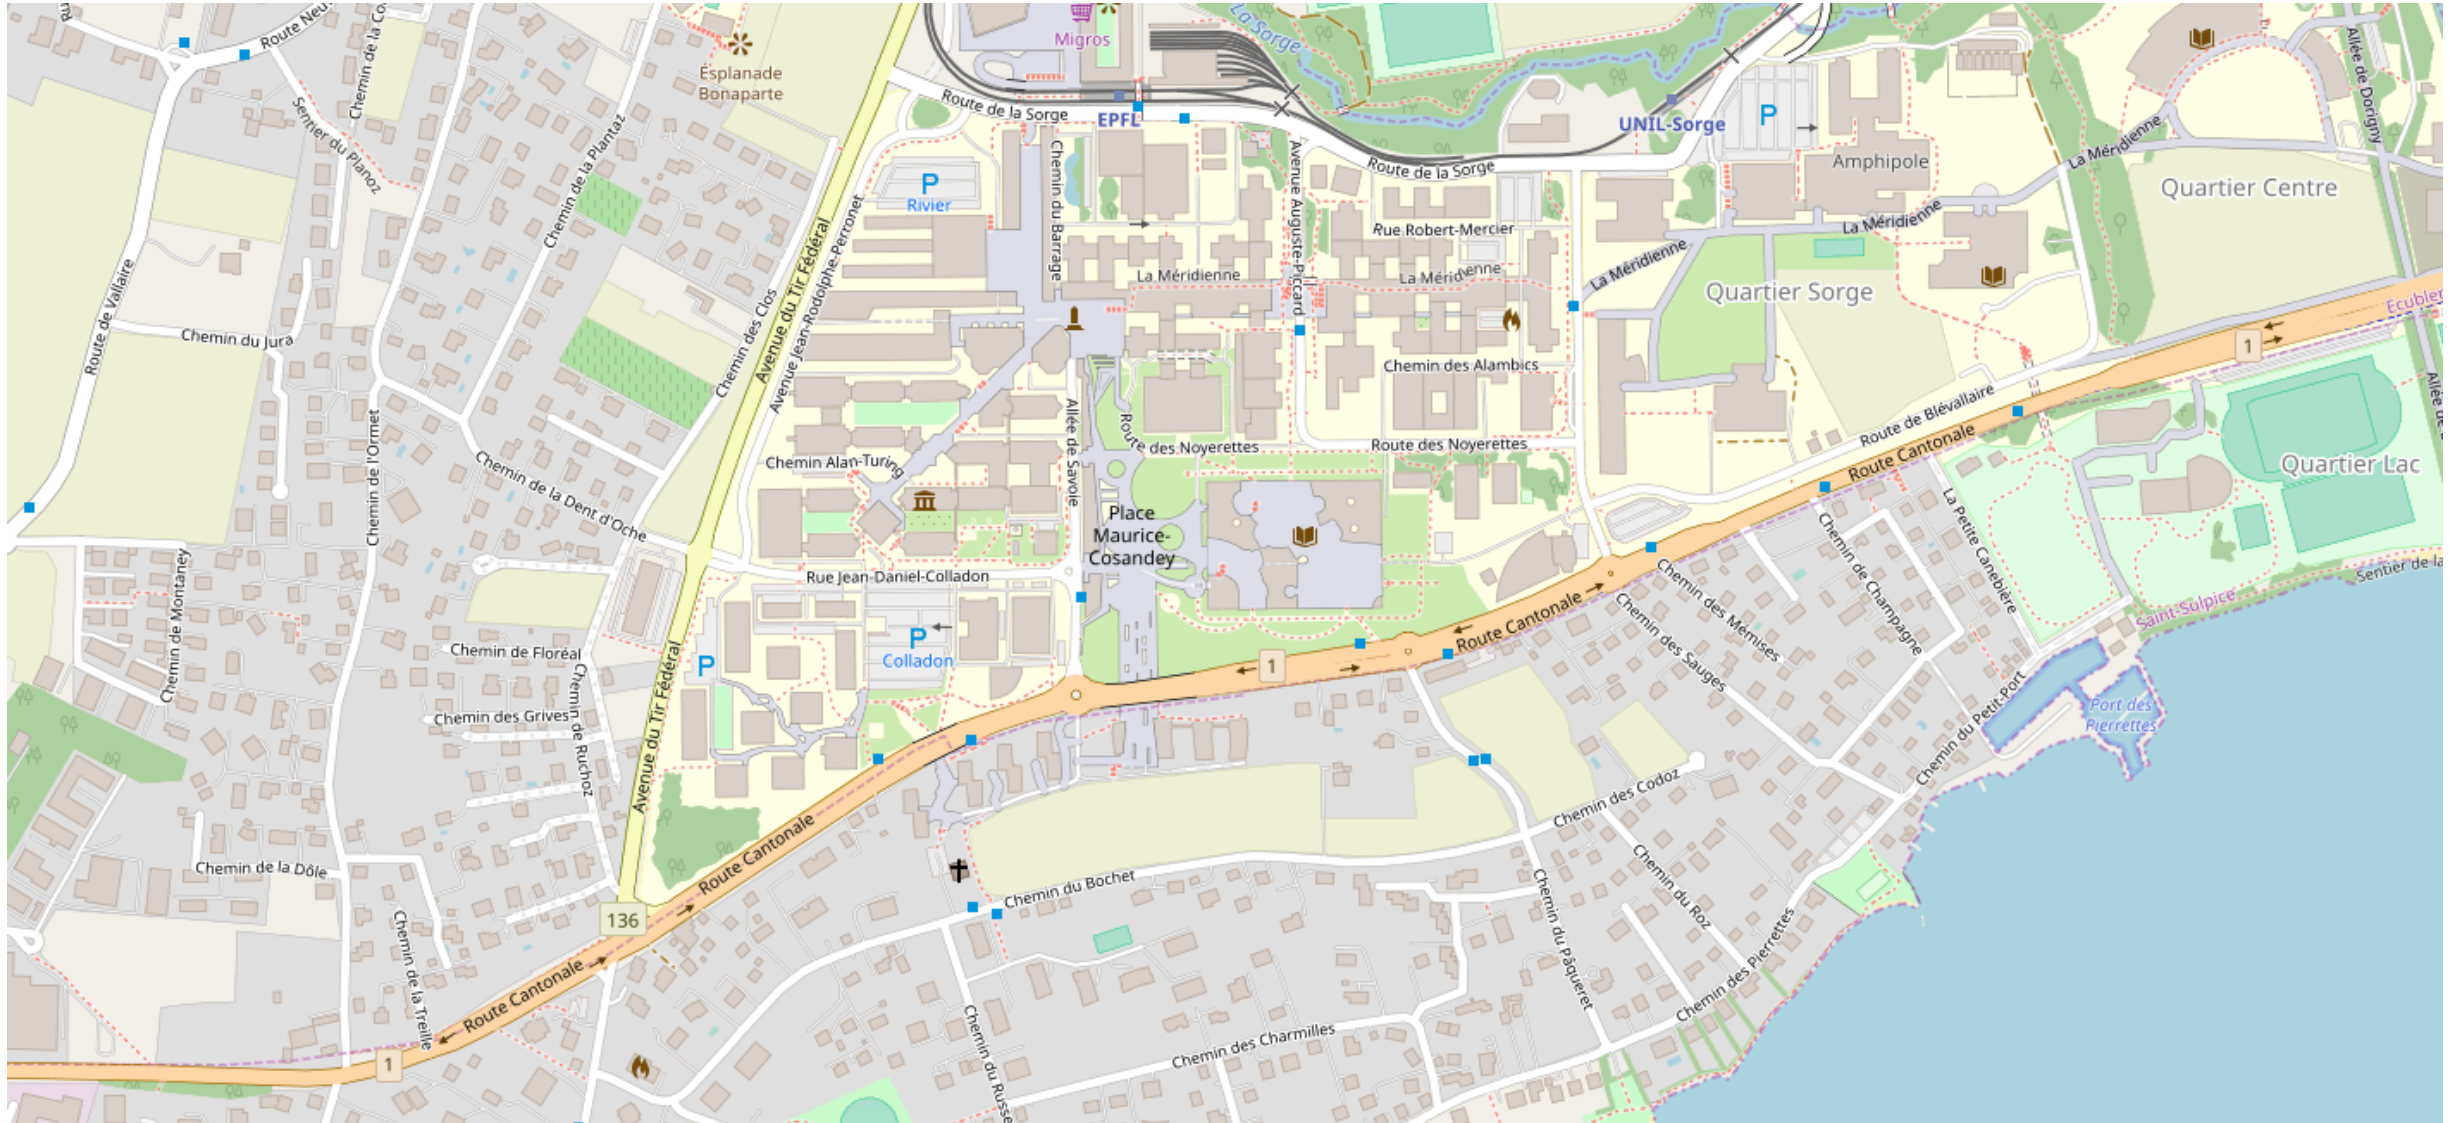 Route Neu
Chemin de la Co
Sentier du Planoz
Esplanade
Bonaparte
Migros
La Sorge
Route de la Sorge
EPFL
Route de la Sorge
UNIL-Sorge
P
Amphipole
La Méridienne
Allée de Dorigny
Quartier Centre
Chemin de la Plantaz
P
Rivier
Chemin du Barrage
Avenue Auguste-Piccard
Rue Robert-Mercier
La Méridienne
La Méridienne
La Méridienne
La Méridienne
Quartier Sorge
Route de Vallaire
Chemin du Jura
Chemin des Clos
Avenue du Tir Fédéral
Avenue Jean-Rodolphe-Perronet
Ecublen
1
Chemin des Alambics
Route de Blévallaire
Route Cantonale
Quartier Lac
Chemin de l'Ormet
Chemin de la Dent d'Oche
Chemin Alan-Turing
Allée de Savoie
Route des Noyerettes
Route des Noyerettes
Place
Maurice-
Cosandey
Rue Jean-Daniel-Colladon
P
Colladon
P
Chemin de Montaney
Chemin de Floréal
Chemin des Grives
Chemin de Ruchoz
Avenue du Tir Fédéral
1
Route Cantonale
Chemin des Mémises
Chemin des Sauges
Chemin de Champagne
La Petite Canebière
Sentier de la
Saint-Sulpice
Port des
Pierrettes
Chemin du Petit-Port
Chemin des Codoz
Chemin de la Dôle
Chemin de la Treille
136
Route Cantonale
Route Cantonale
1
Chemin du Bochet
Chemin du Russe
Chemin des Charmilles
Chemin du Pâqueret
Chemin du Roz
Chemin des Pierrettes